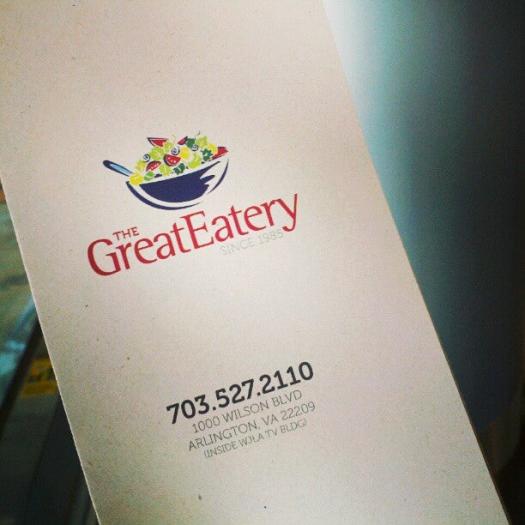 THE
GreatEatery
SINCE 1985
703.527.2110
1000 WILSON BLVD
ARLINGTON, VA 22209
(INSIDE WJLA TV BLDG)